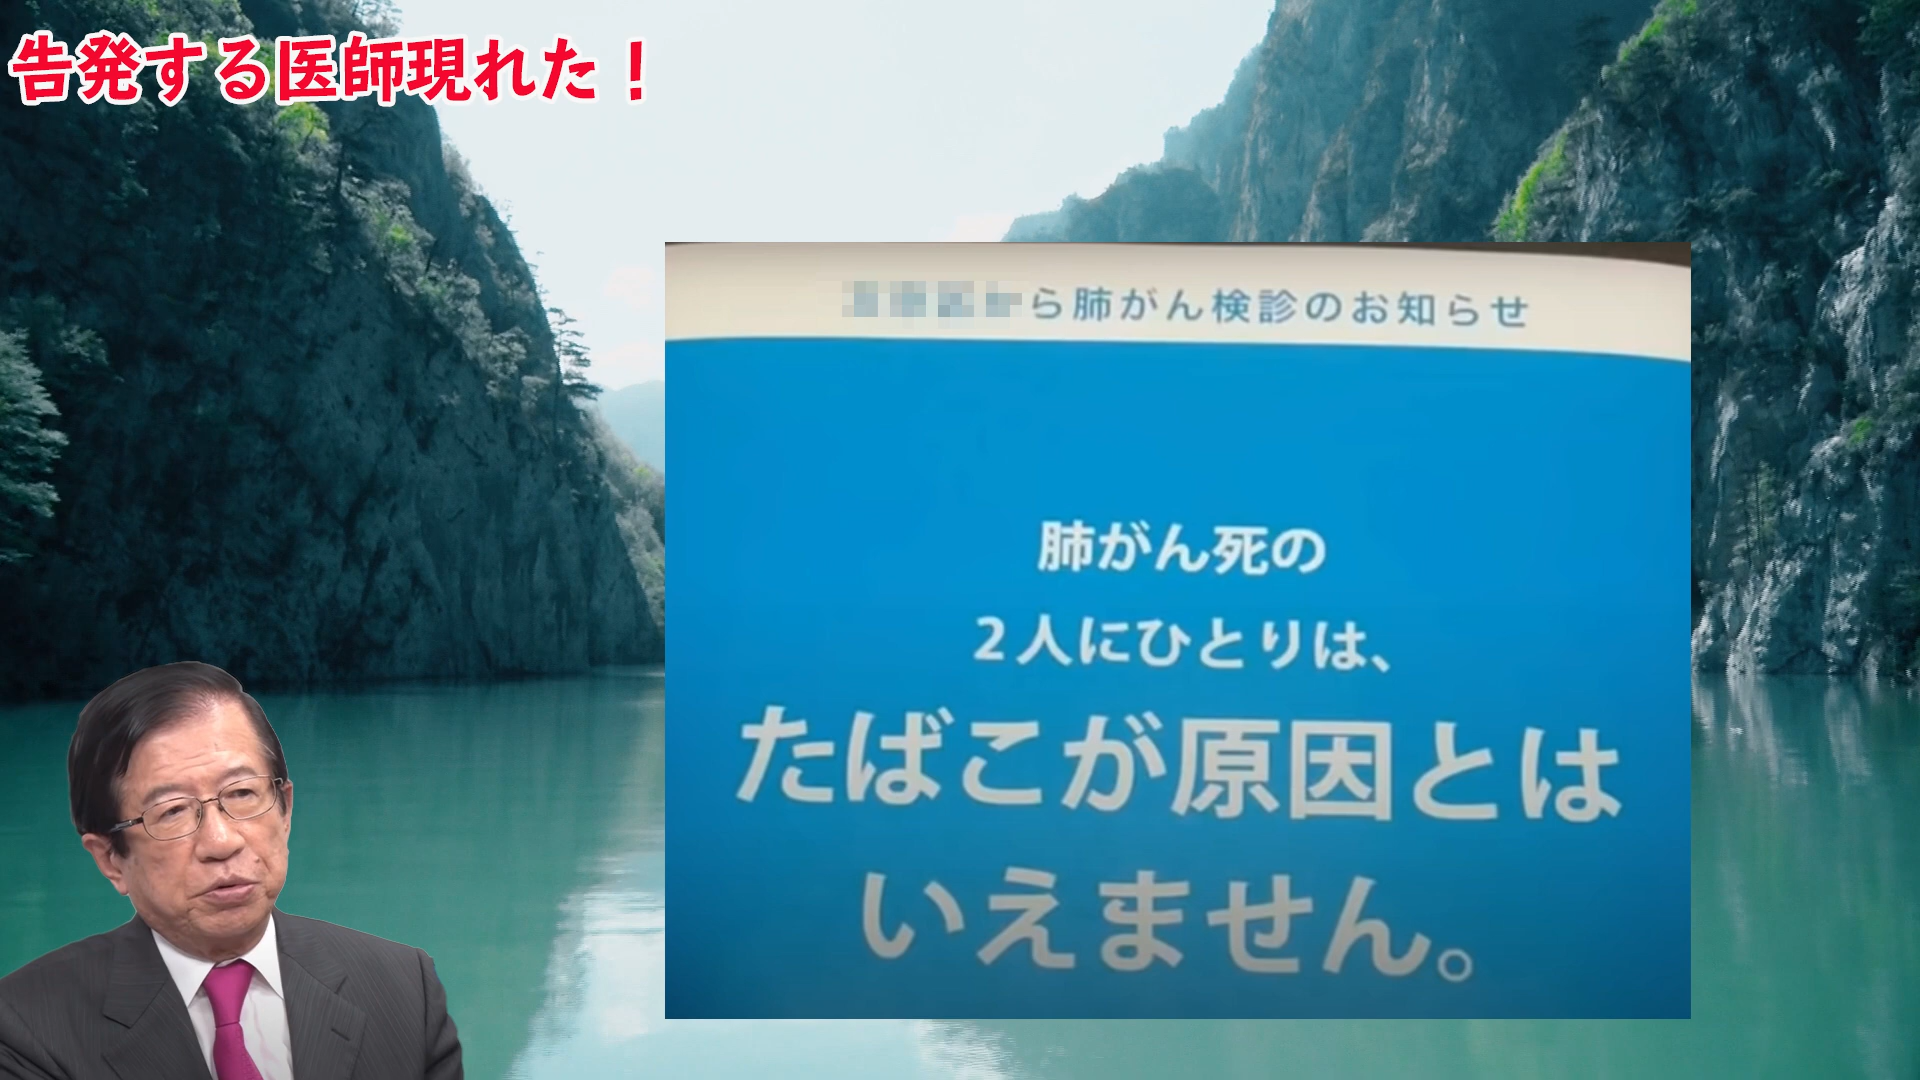 告発する医師現れた！
ら肺がん検診のお知らせ
肺がん死の
2人にひとりは、
たばこが原因とは
いえません。